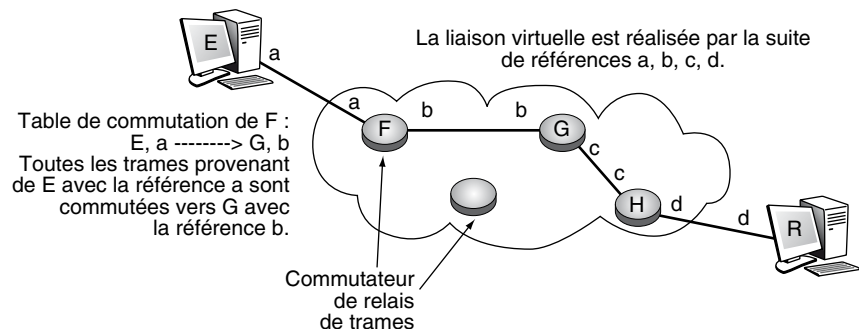 E
a
La liaison virtuelle est réalisée par la suite
de références a, b, c, d.
a
b
b
F
G
Table de commutation de F :
E, a --------> G, b
Toutes les trames provenant
de E avec la référence a sont
commutées vers G avec
la référence b.
c
c
H
d
d
R
Commutateur
de relais
de trames